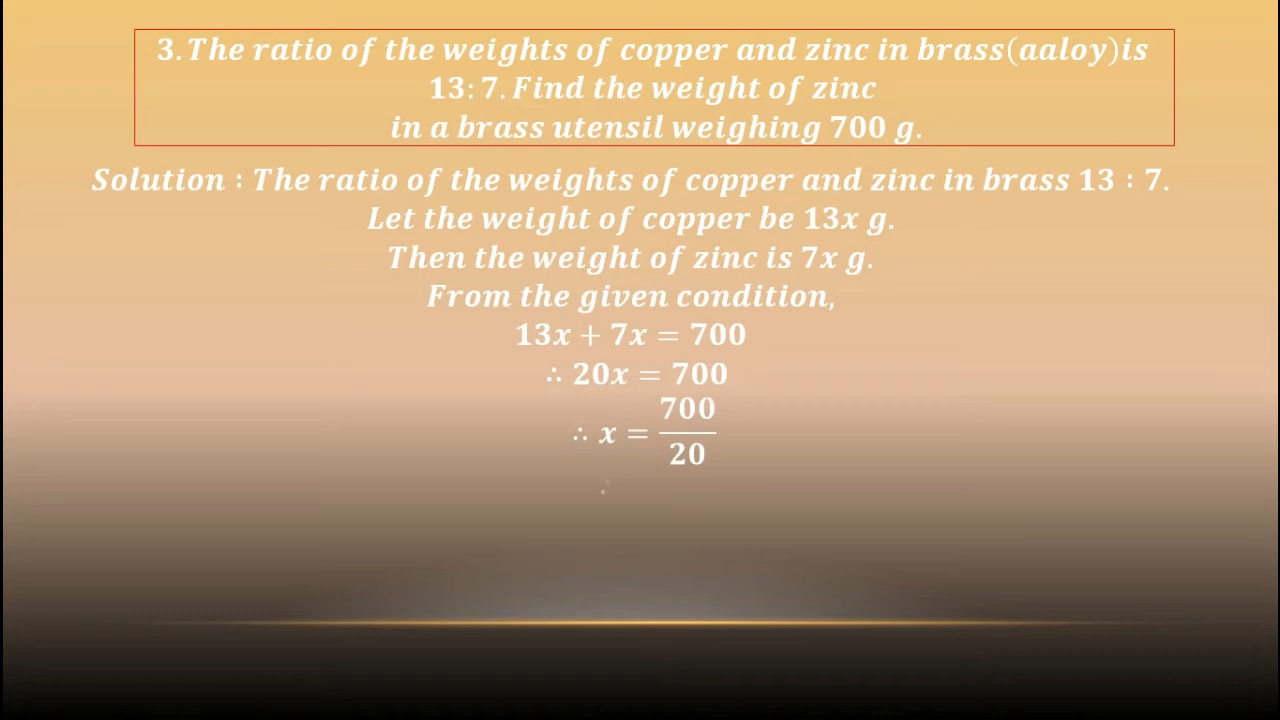 3. The ratio of the weights of copper and zinc in brass(aaloy)is
13: 7. Find the weight of zinc
in a brass utensil weighing 700 g.
Solution : The ratio of the weights of copper and zinc in brass 13 : 7.
Let the weight of copper be 13x g.
Then the weight of zinc is 7x g.
From the given condition,
13x + 7x = 700
∴ 20x = 700
∴ x = 700/20